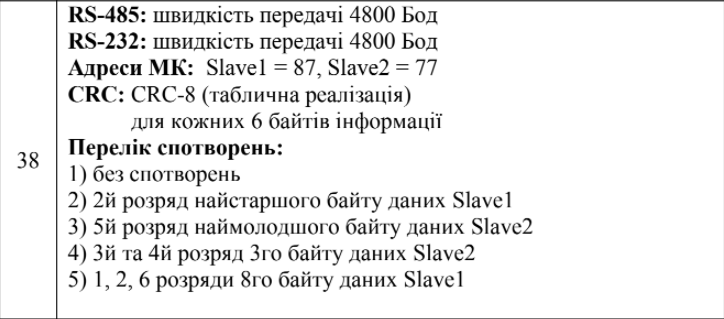 38
RS-485: швидкість передачі 4800 Бод
RS-232: швидкість передачі 4800 Бод
Адреси МК: Slave1 = 87, Slave2 = 77
CRC: CRC-8 (таблична реалізація)
для кожних 6 байтів інформації
Перелік спотворень:
1) без спотворень
2) 2й розряд найстаршого байту даних Slave1
3) 5й розряд наймолодшого байту даних Slave2
4) 3й та 4й розряд 3го байту даних Slave2
5) 1, 2, 6 розряди 8го байту даних Slave1